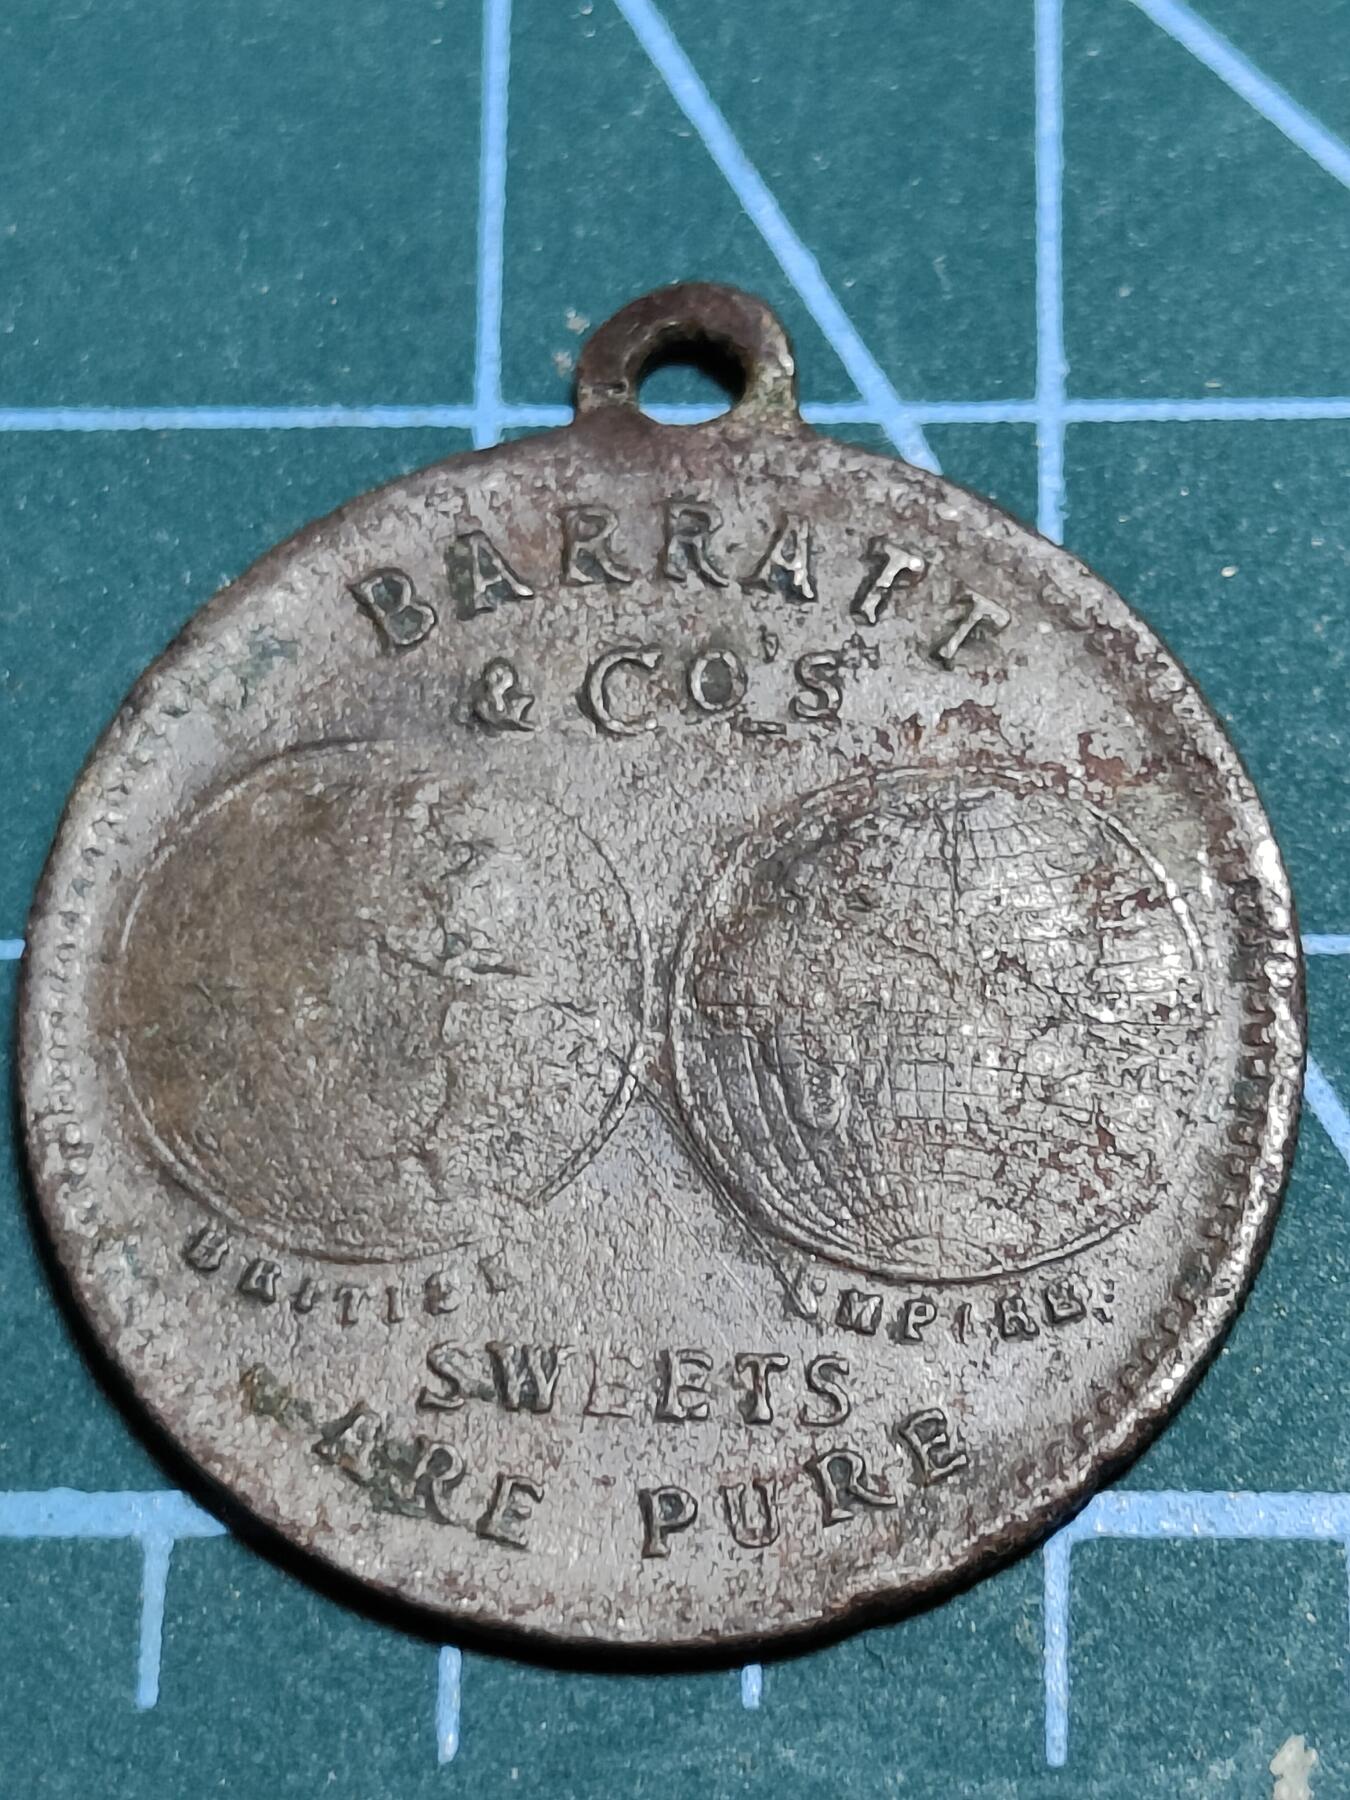 BARRATT
& CO'S
BRITISH EMPIRE.
SWEETS
ARE PURE